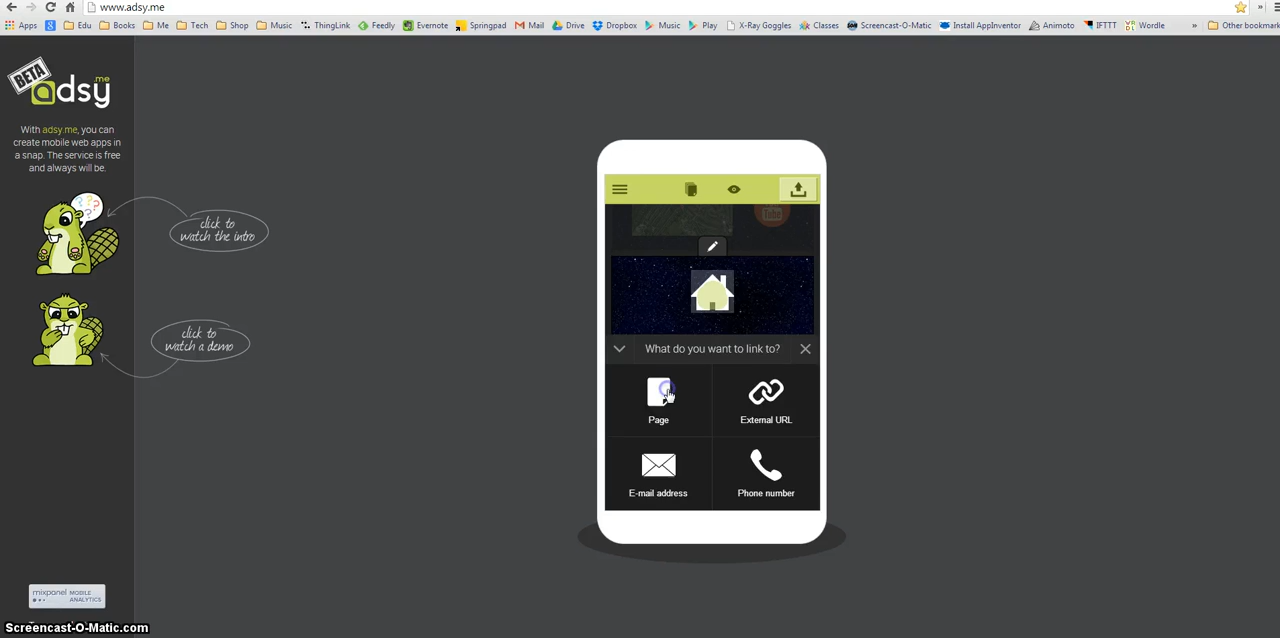 www.adsy.me
Apps Edu Books Me Tech Shop Music ThingLink Feedly Evernote Springpad Mail Drive Dropbox Music Play X-Ray Goggles Classes Screencast-O-Matic Install AppInventor Animoto IFTTT Wordle » Other bookmark
BETA
adsy.me
With adsy.me, you can
create mobile web apps in
a snap. The service is free
and always will be.
click to
watch the intro
click to
watch a demo
Tube
What do you want to link to?
Page
External URL
E-mail address
Phone number
mixpanel MOBILE
ANALYTICS
Screencast-O-Matic.com